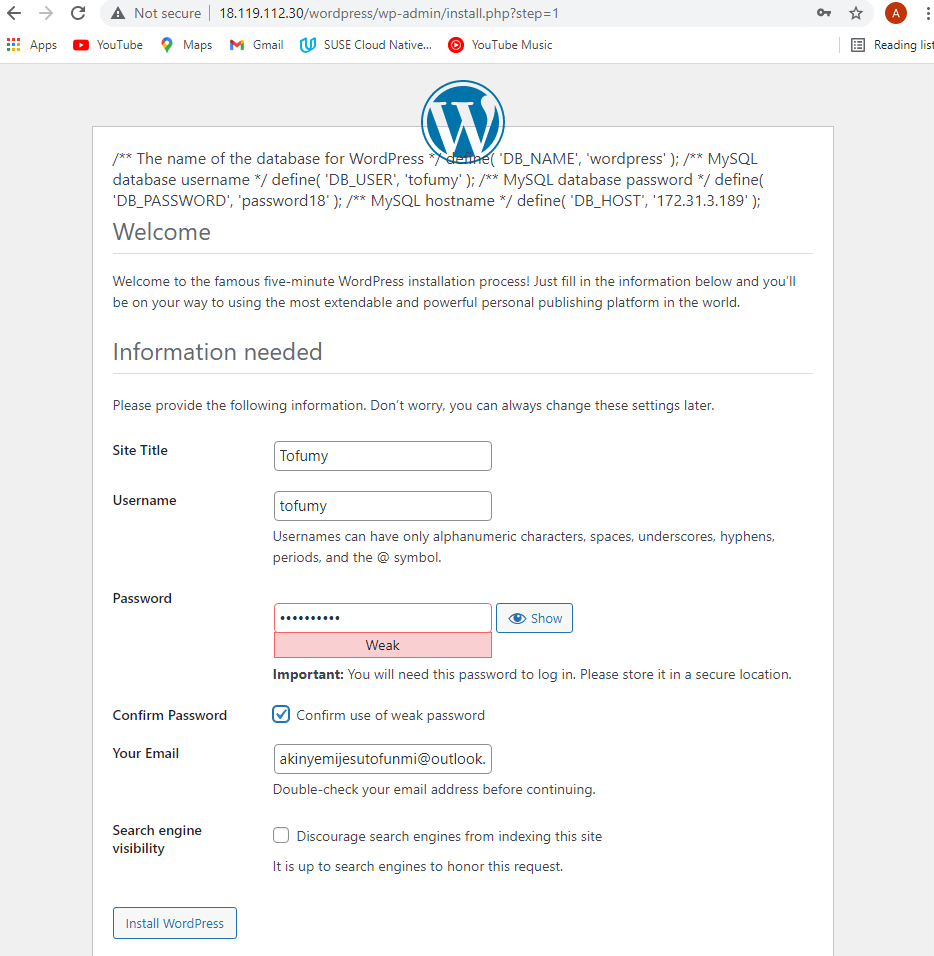 Not secure | 18.119.112.30/wordpress/wp-admin/install.php?step=1
A
Apps YouTube Maps Gmail SUSE Cloud Native... YouTube Music Reading list
/** The name of the database for WordPress */ define( 'DB_NAME', 'wordpress' ); /** MySQL
database username */ define( 'DB_USER', 'tofumy' ); /** MySQL database password */ define(
'DB_PASSWORD', 'password18' ); /** MySQL hostname */ define( 'DB_HOST', '172.31.3.189' );
Welcome
Welcome to the famous five-minute WordPress installation process! Just fill in the information below and you’ll
be on your way to using the most extendable and powerful personal publishing platform in the world.
Information needed
Please provide the following information. Don’t worry, you can always change these settings later.
Site Title
Tofumy
Username
tofumy
Usernames can have only alphanumeric characters, spaces, underscores, hyphens,
periods, and the @ symbol.
Password
••••••••••
Show
Weak
Important: You will need this password to log in. Please store it in a secure location.
Confirm Password
Confirm use of weak password
Your Email
akinyemijesutofunmi@outlook.
Double-check your email address before continuing.
Search engine
visibility
Discourage search engines from indexing this site
It is up to search engines to honor this request.
Install WordPress